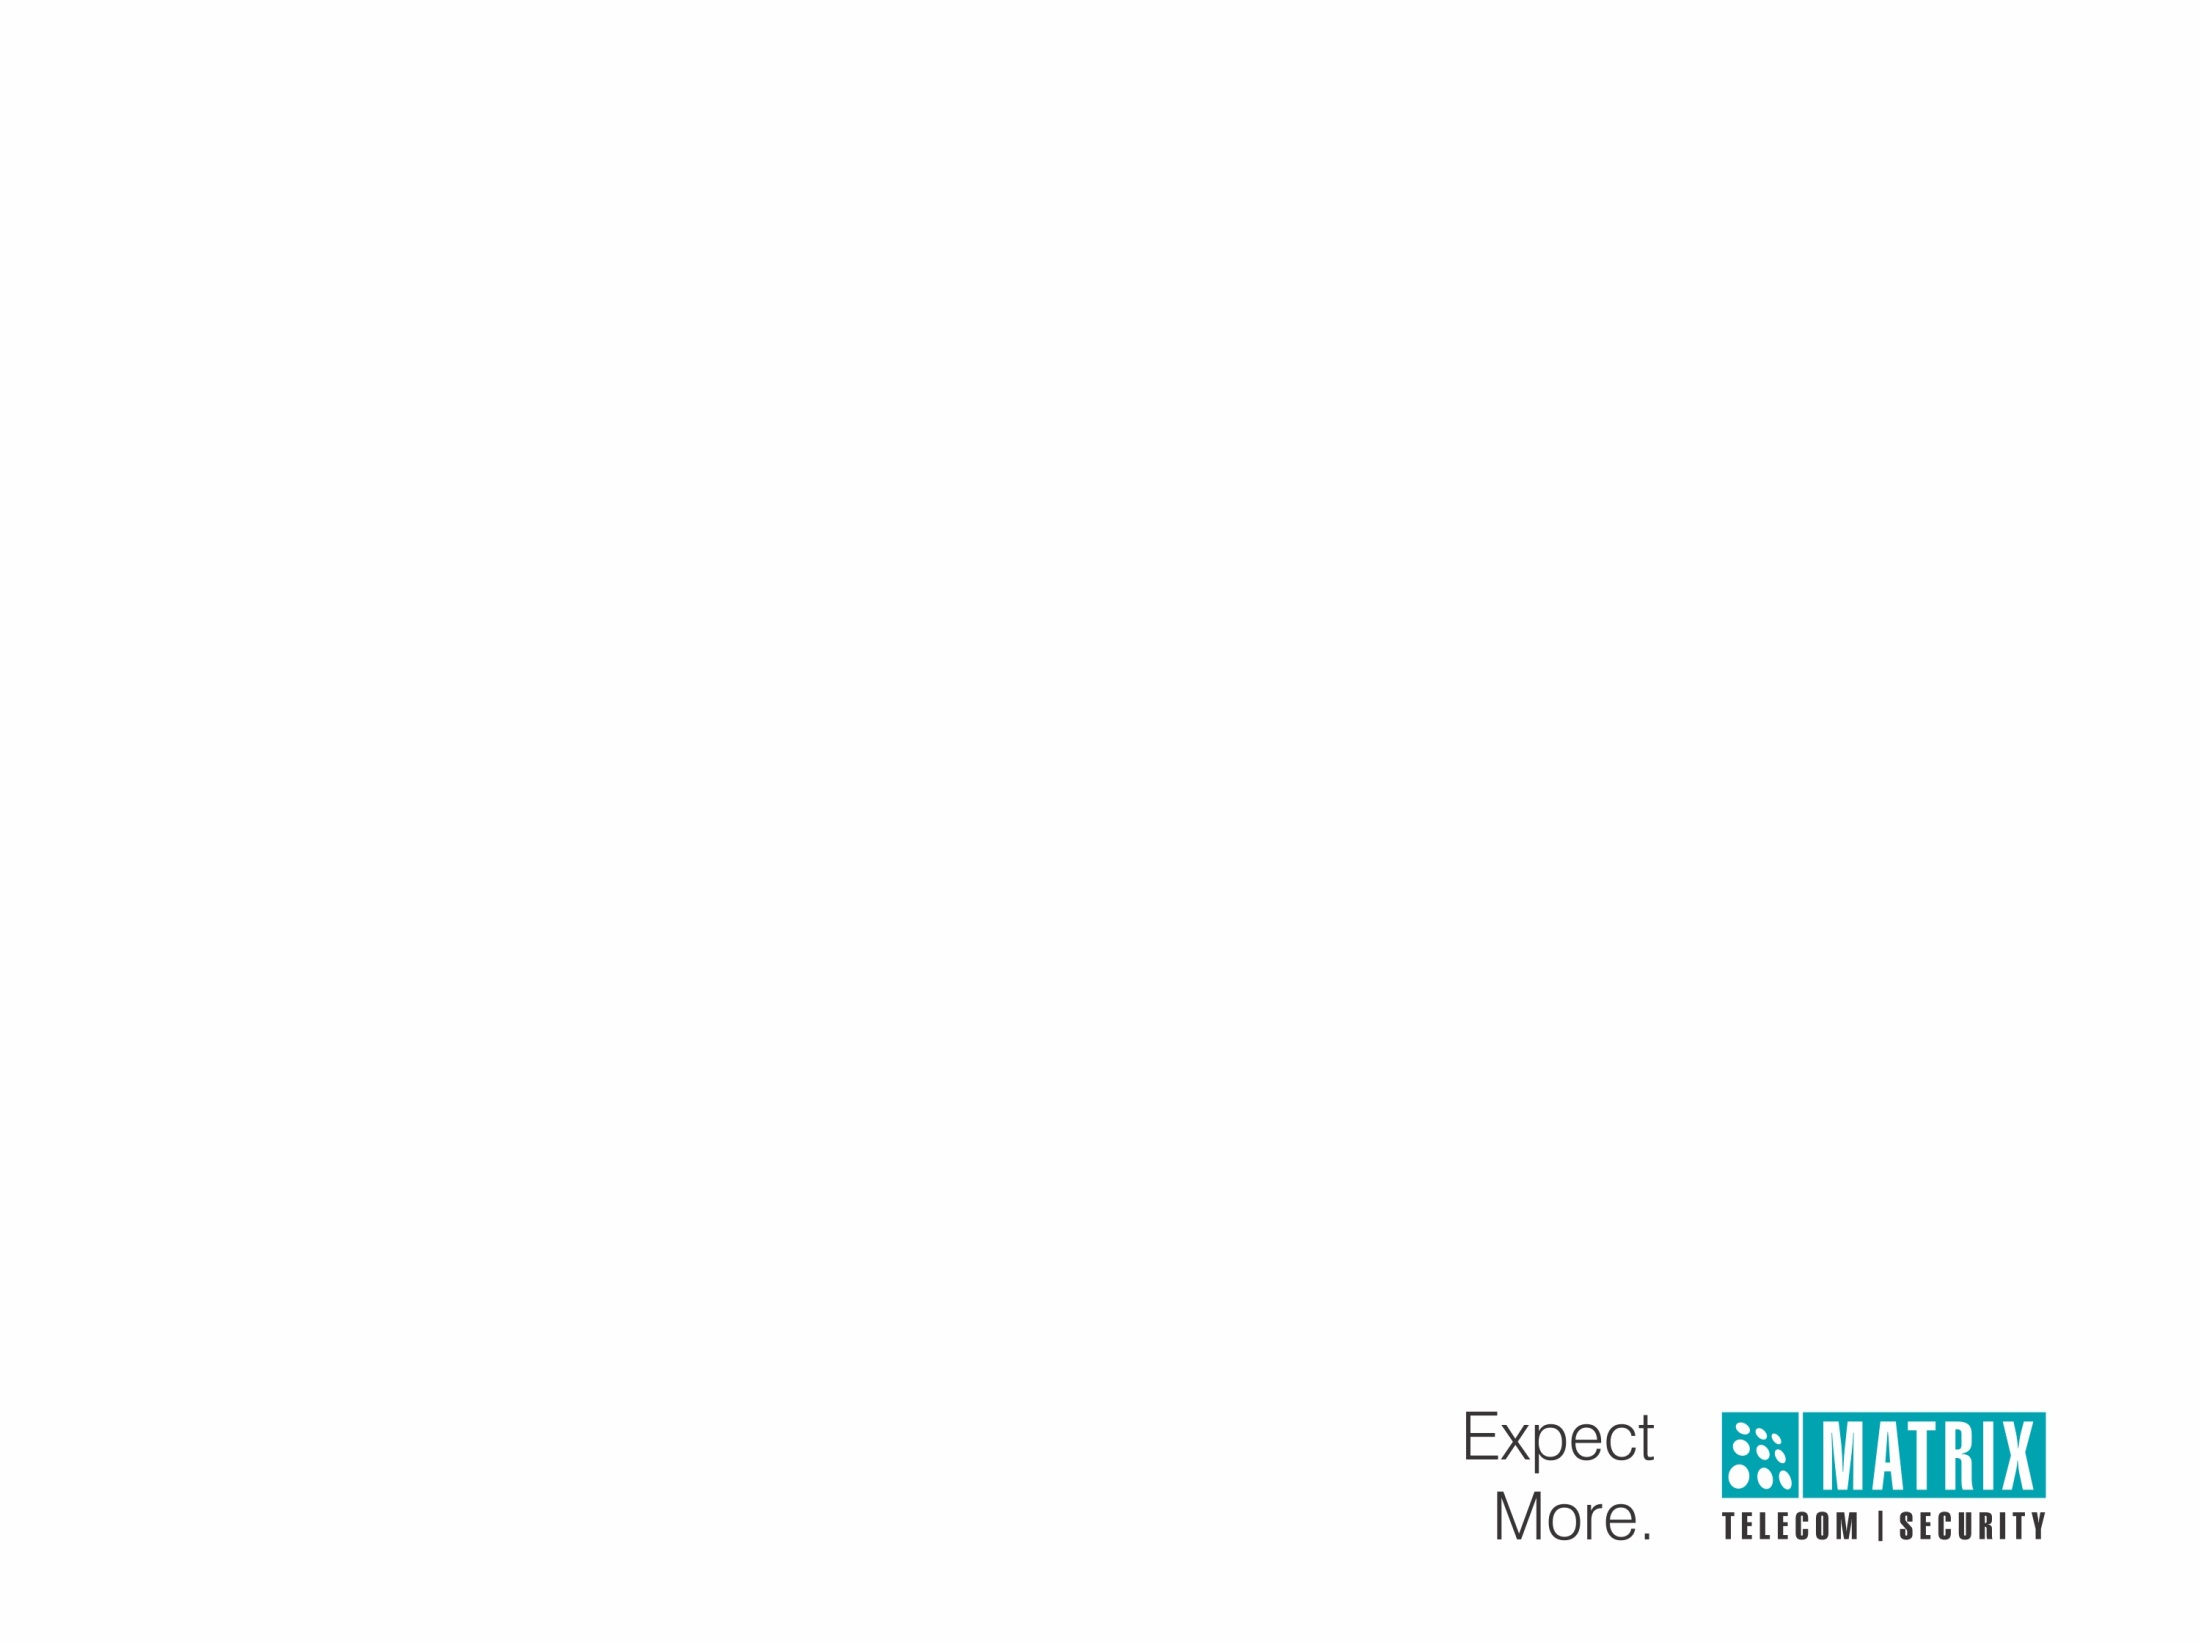 Expect
More.
MATRIX
TELECOM | SECURITY